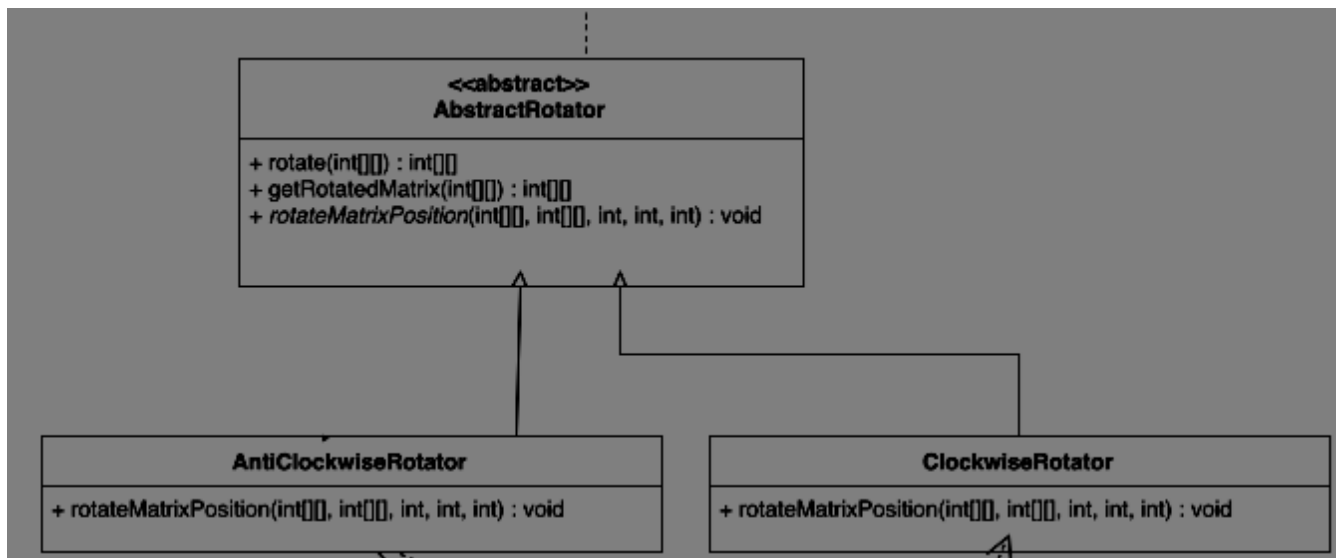 <<abstract>>
AbstractRotator
+ rotate(int[][]) : int[][]
+ getRotatedMatrix(int[][]) : int[][]
+ rotateMatrixPosition(int[][], int[][], int, int, int) : void
AntiClockwiseRotator
+ rotateMatrixPosition(int[][], int[][], int, int, int) : void
ClockwiseRotator
+ rotateMatrixPosition(int[][], int[][], int, int, int) : void